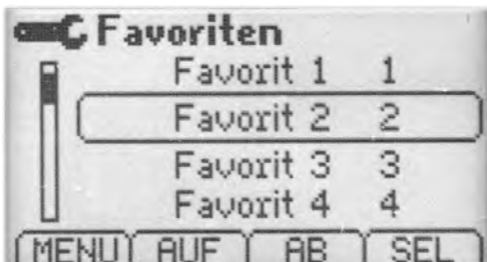 Favoriten
Favorit 1 1
Favorit 2 2
Favorit 3 3
Favorit 4 4
MENU AUF AB SEL